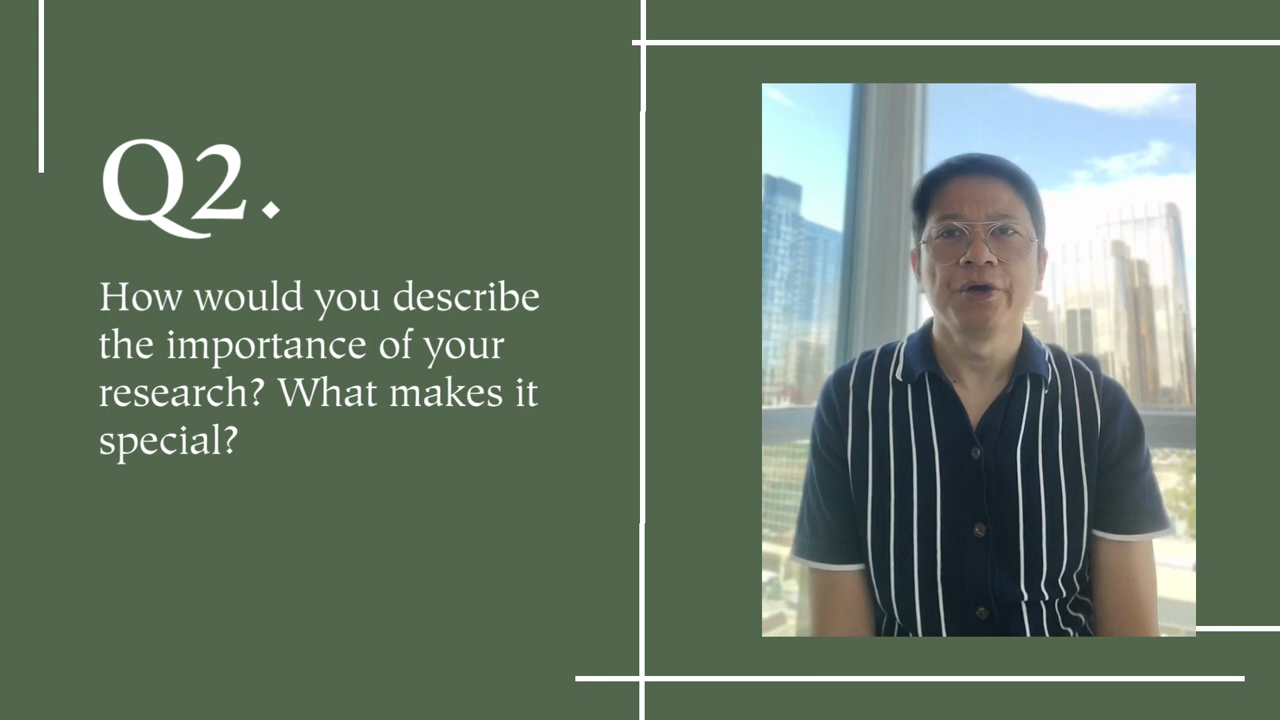 Q2.
How would you describe
the importance of your
research? What makes it
special?